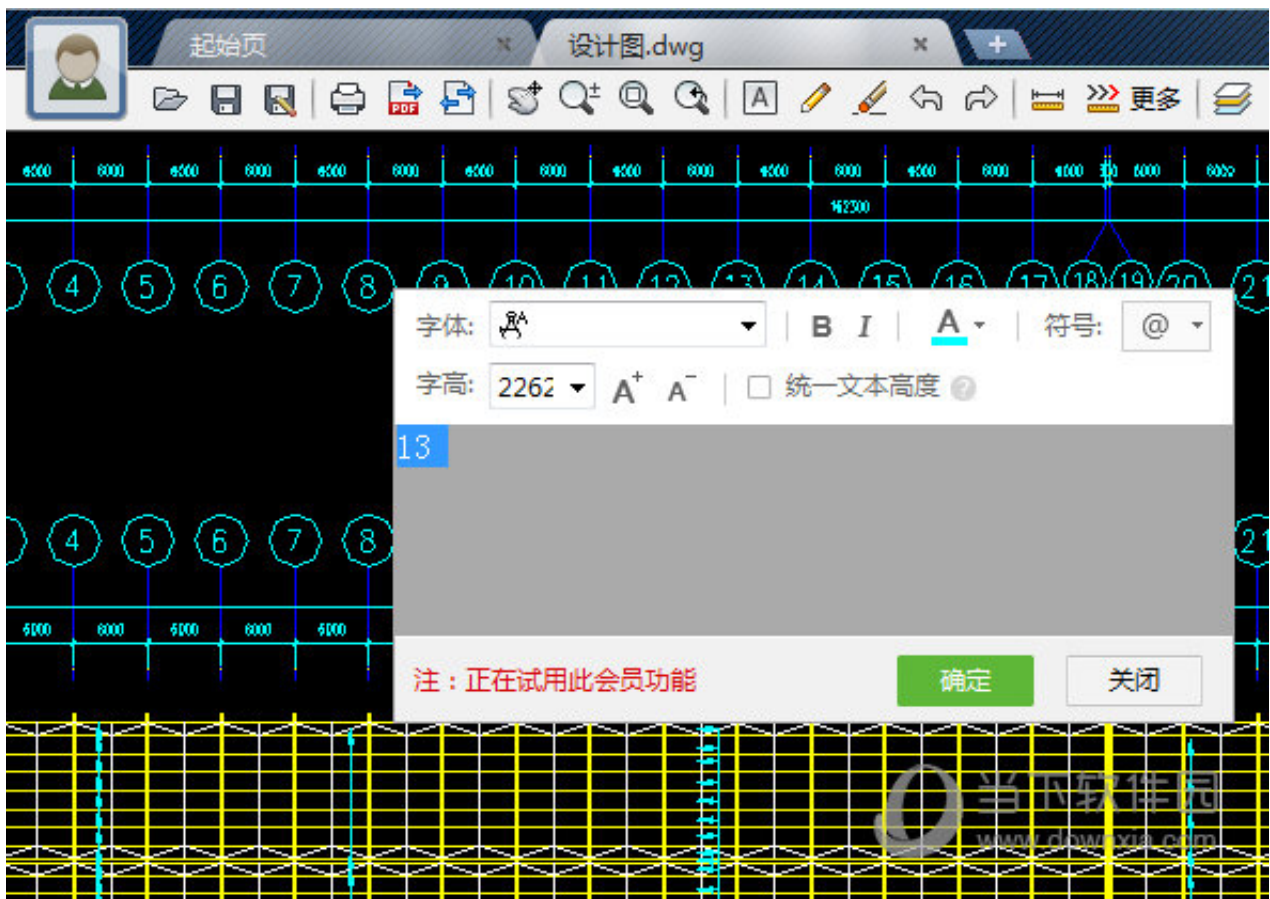 起始页 设计图.dwg
PDF A 更多
6000 6000 6000 6000 6000 6000 6000 6000 6000 6000 6000 6000 6000 6000 6000 6000
162300
4 5 6 7 8 9 10 11 12 13 14 15 16 17 18 19 20 21
字体: B I A 符号: @
字高: 2262 A+ A- 统一文本高度 ?
13
4 5 6 7 8 21
6000 6000 6000 6000 6000
注：正在试用此会员功能 确定 关闭
当下软件园
www.downxia.com